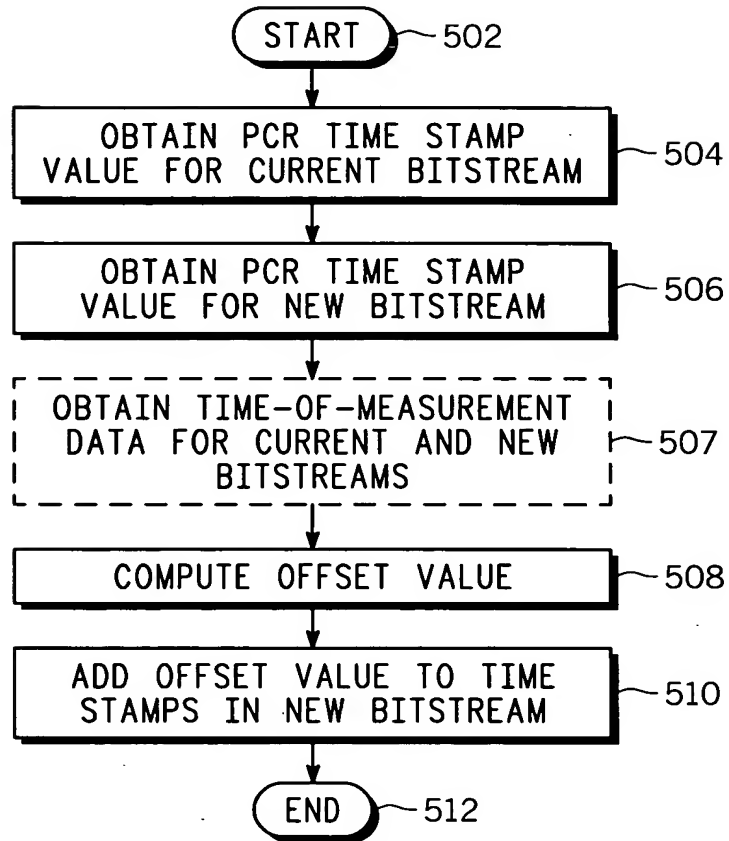 START
502
OBTAIN PCR TIME STAMP
VALUE FOR CURRENT BITSTREAM
504
OBTAIN PCR TIME STAMP
VALUE FOR NEW BITSTREAM
506
OBTAIN TIME-OF-MEASUREMENT
DATA FOR CURRENT AND NEW
BITSTREAMS
507
COMPUTE OFFSET VALUE
508
ADD OFFSET VALUE TO TIME
STAMPS IN NEW BITSTREAM
510
END
512